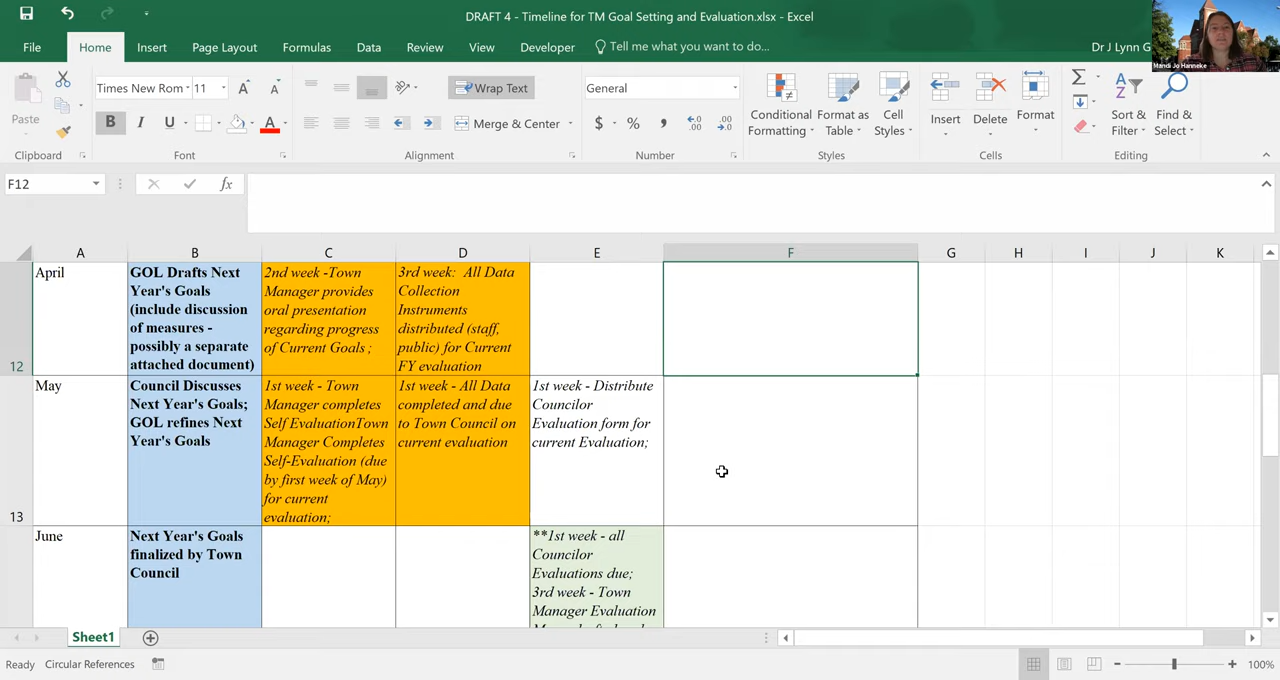 DRAFT 4 - Timeline for TM Goal Setting and Evaluation.xlsx - Excel
File Home Insert Page Layout Formulas Data Review View Developer Tell me what you want to do...
Dr J Lynn G
Mandi Jo Hanneke
Times New Rom 11
Wrap Text
General
Paste
Merge & Center
$ % ,
Conditional Formatting
Format as Table
Cell Styles
Insert
Delete
Format
Sort & Filter
Find & Select
Clipboard Font Alignment Number Styles Cells Editing
F12
fx
A B C D E F G H I J K
12
April
GOL Drafts Next
Year's Goals
(include discussion
of measures -
possibly a separate
attached document)
2nd week -Town
Manager provides
oral presentation
regarding progress
of Current Goals ;
3rd week: All Data
Collection
Instruments
distributed (staff,
public) for Current
FY evaluation
13
May
Council Discusses
Next Year's Goals;
GOL refines Next
Year's Goals
1st week - Town
Manager completes
Self EvaluationTown
Manager Completes
Self-Evaluation (due
by first week of May)
for current
evaluation;
1st week - All Data
completed and due
to Town Council on
current evaluation
1st week - Distribute
Councilor
Evaluation form for
current Evaluation;
June
Next Year's Goals
finalized by Town
Council
**1st week - all
Councilor
Evaluations due;
3rd week - Town
Manager Evaluation
Sheet1
Ready Circular References
100%